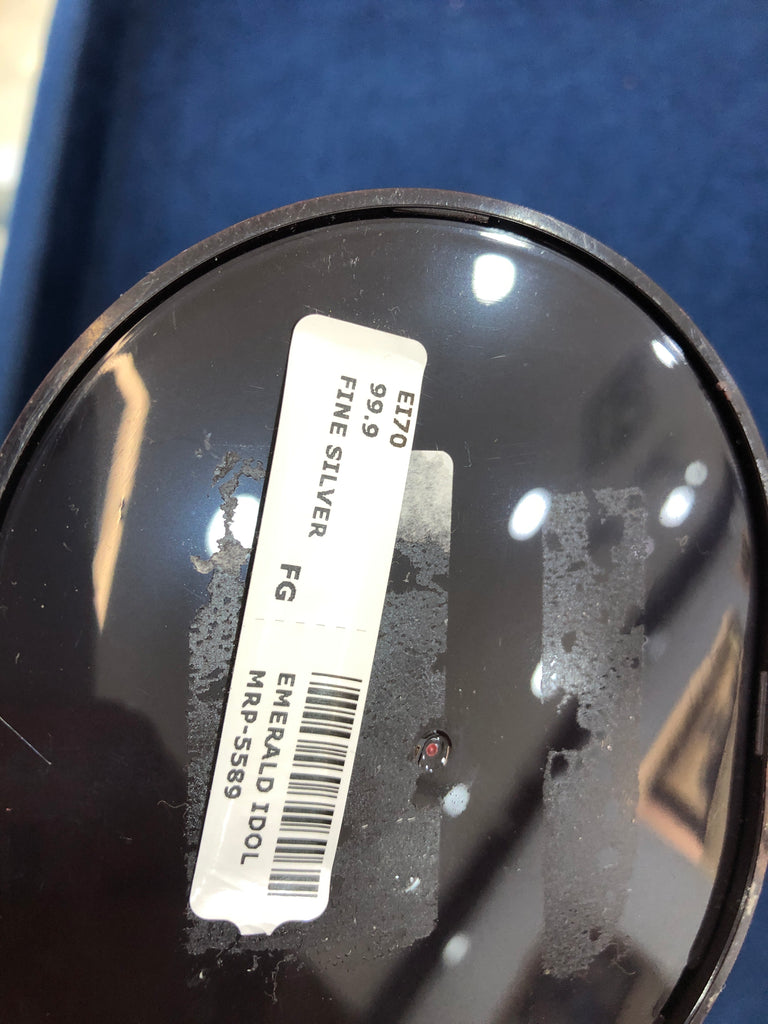 EI70
99.9
FINE SILVER FG
EMERALD IDOL
MRP-5589